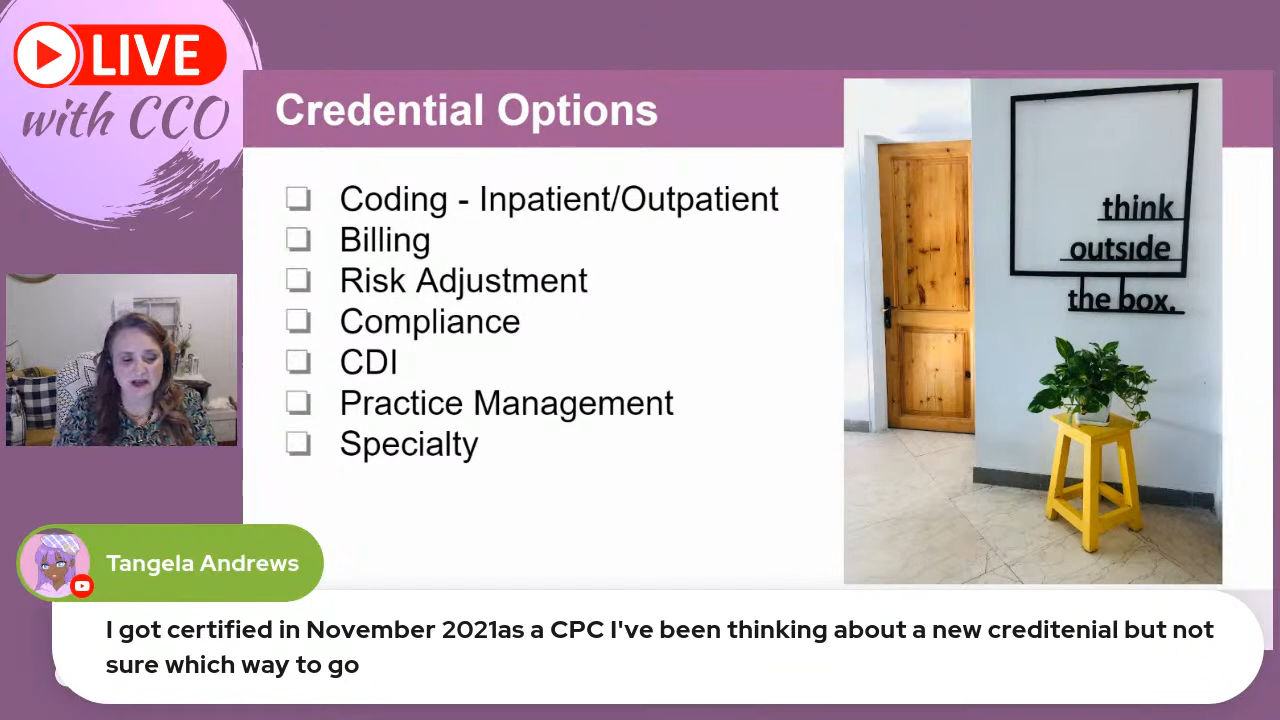 LIVE
with CCO
Credential Options
Coding - Inpatient/Outpatient
Billing
Risk Adjustment
Compliance
CDI
Practice Management
Specialty
think
outside
the box.
Tangela Andrews
I got certified in November 2021as a CPC I've been thinking about a new creditenial but not
sure which way to go